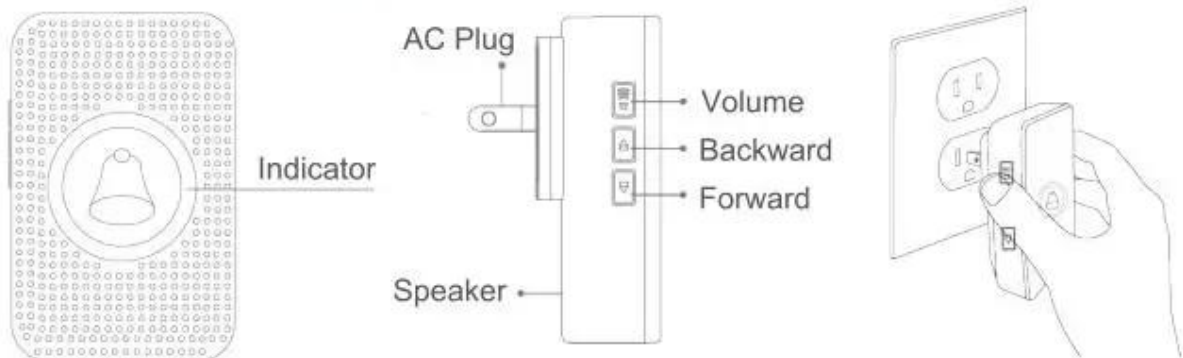 Indicator
AC Plug
Volume
Backward
Forward
Speaker